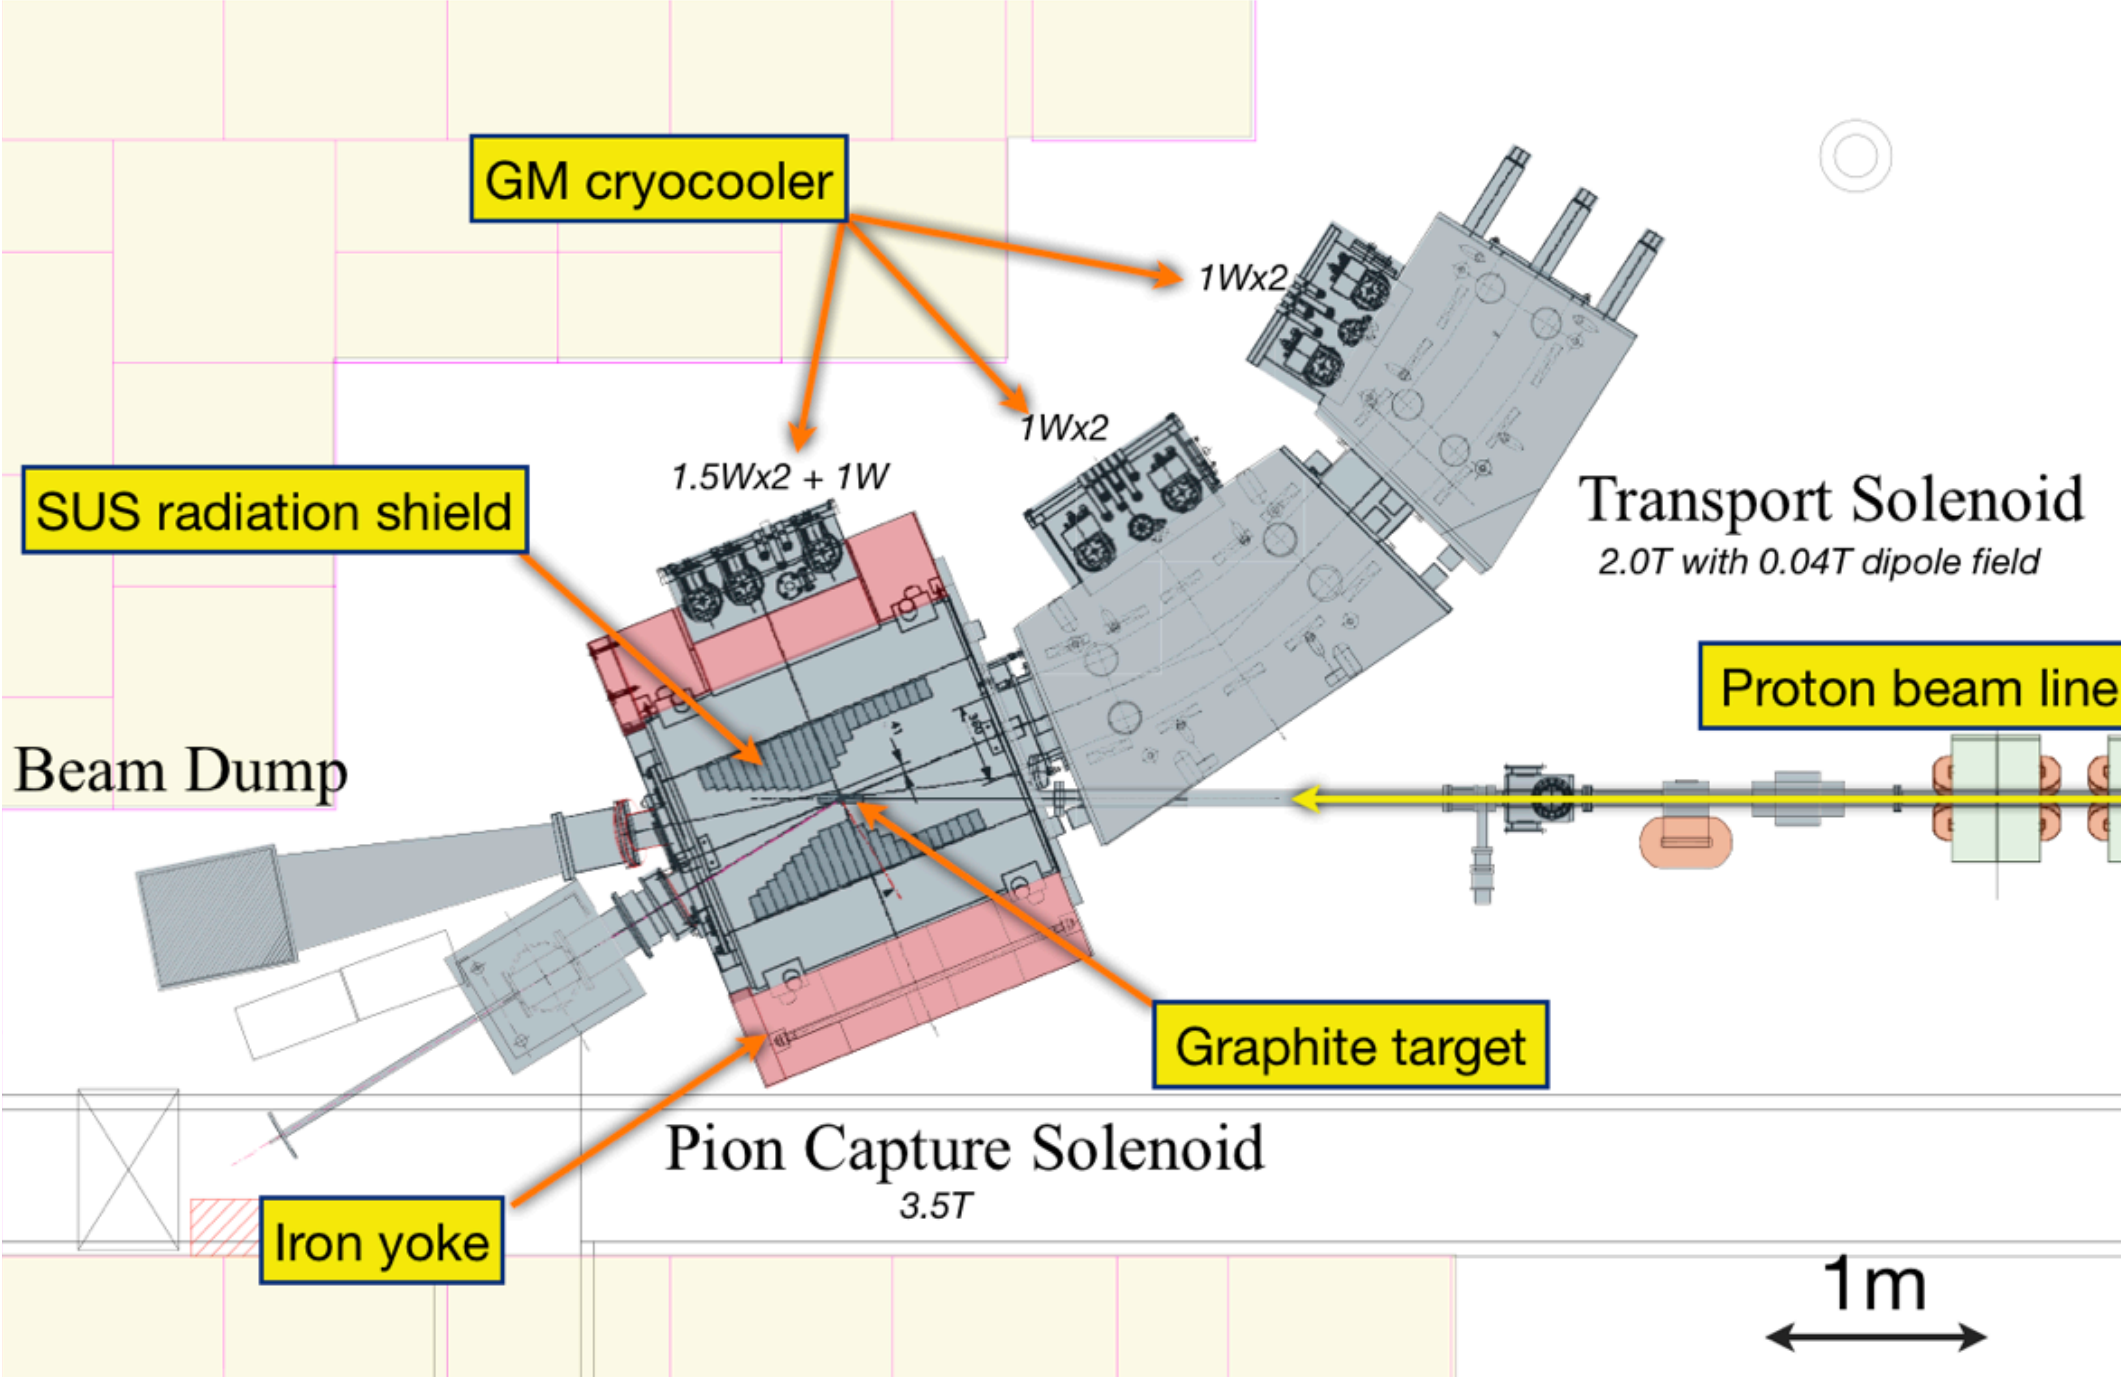 GM cryocooler
1Wx2
1Wx2
1.5Wx2 + 1W
SUS radiation shield
Transport Solenoid
2.0T with 0.04T dipole field
Proton beam line
Beam Dump
41
Graphite target
Pion Capture Solenoid
3.5T
Iron yoke
1m